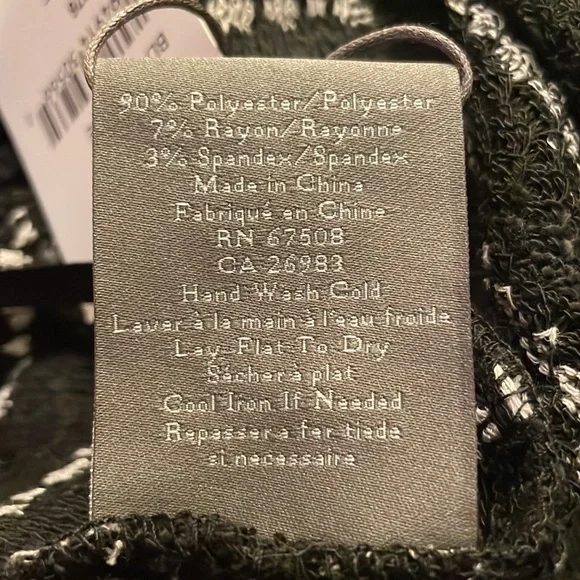 90% Polyester/Polyester
7% Rayon/Rayonne
3% Spandex/Spandex
Made in China
Fabriqué en Chine
RN 67508
CA 26983
Hand Wash Cold
Laver à la main à l'eau froide
Lay Flat To Dry
Sécher à plat
Cool Iron If Needed
Repasser a fer tiede
si necessaire